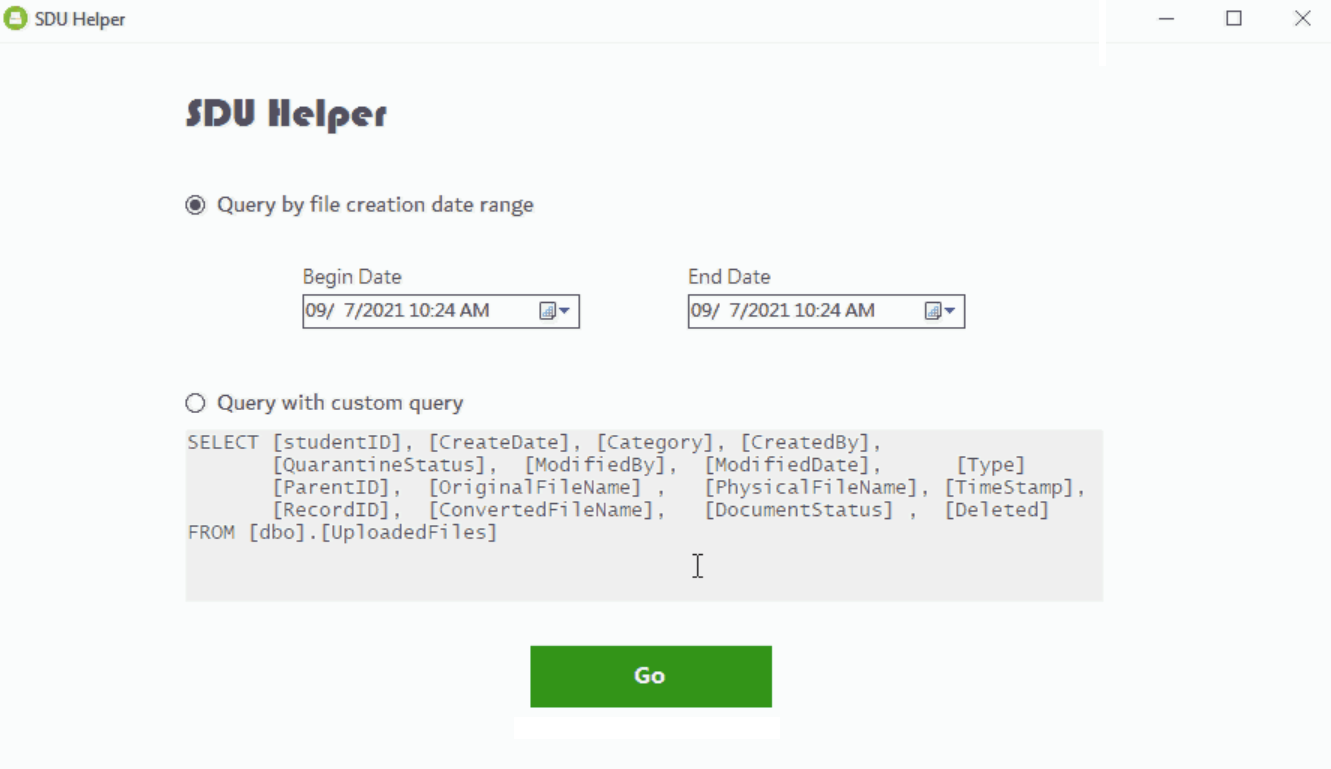 SDU Helper
SDU Helper
Query by file creation date range
Begin Date End Date
09/ 7/2021 10:24 AM 09/ 7/2021 10:24 AM
Query with custom query
SELECT [studentID], [CreateDate], [Category], [CreatedBy],
[QuarantineStatus], [ModifiedBy], [ModifiedDate], [Type]
[ParentID], [OriginalFileName] , [PhysicalFileName], [TimeStamp],
[RecordID], [ConvertedFileName], [DocumentStatus] , [Deleted]
FROM [dbo].[UploadedFiles]
Go